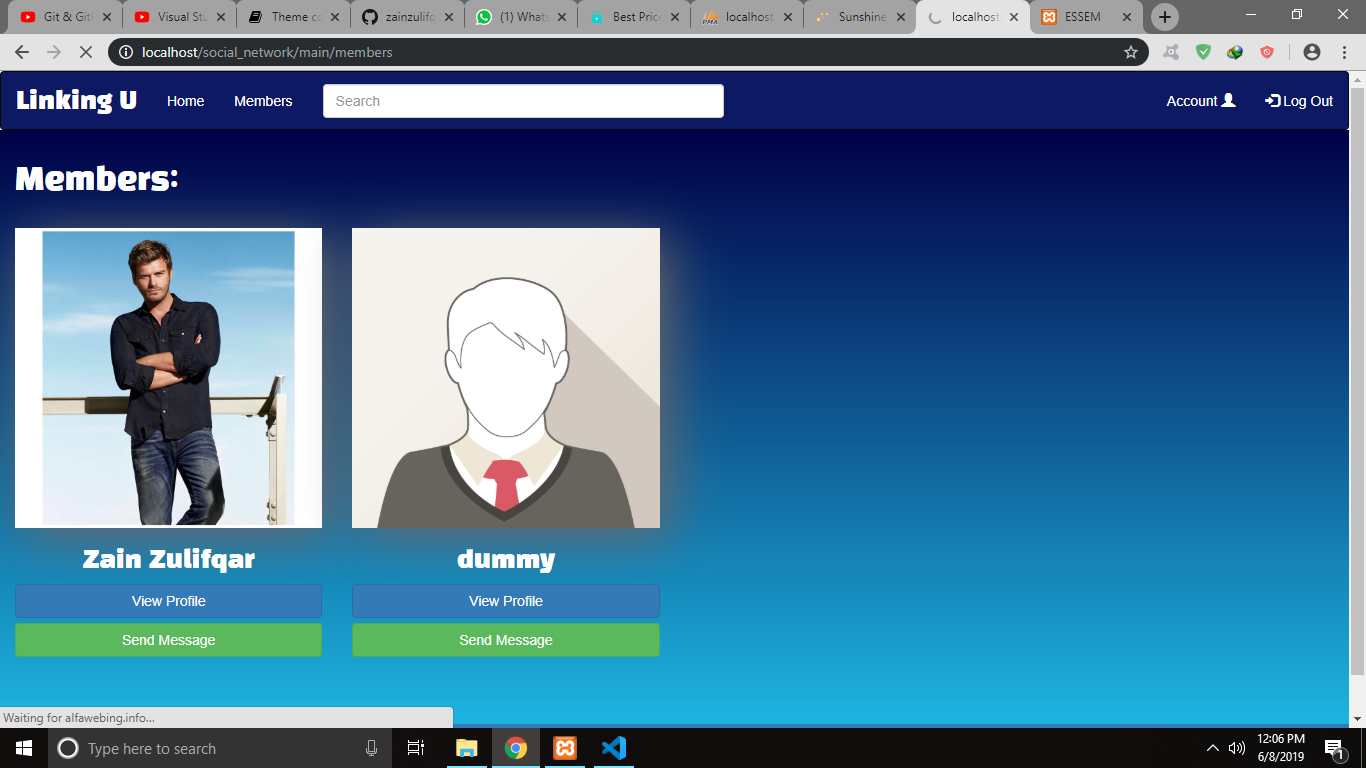 Git & Giti
Visual Stu
Theme co
zainzulifq
(1) Whats
Best Price
localhost
Sunshine
localhost
ESSEM
localhost/social_network/main/members
Linking U
Home
Members
Search
Account
Log Out
Members:
Zain Zulifqar
dummy
View Profile
View Profile
Send Message
Send Message
Waiting for alfawebing.info...
Type here to search
12:06 PM
6/8/2019
1